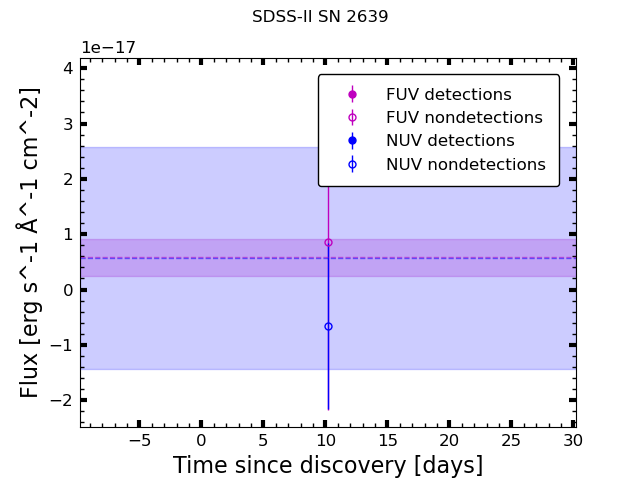 SDSS-II SN 2639
1e−17
FUV detections
FUV nondetections
NUV detections
NUV nondetections
4
3
2
1
0
−1
−2
Flux [erg s^-1 Å^-1 cm^-2]
−5 0 5 10 15 20 25 30
Time since discovery [days]